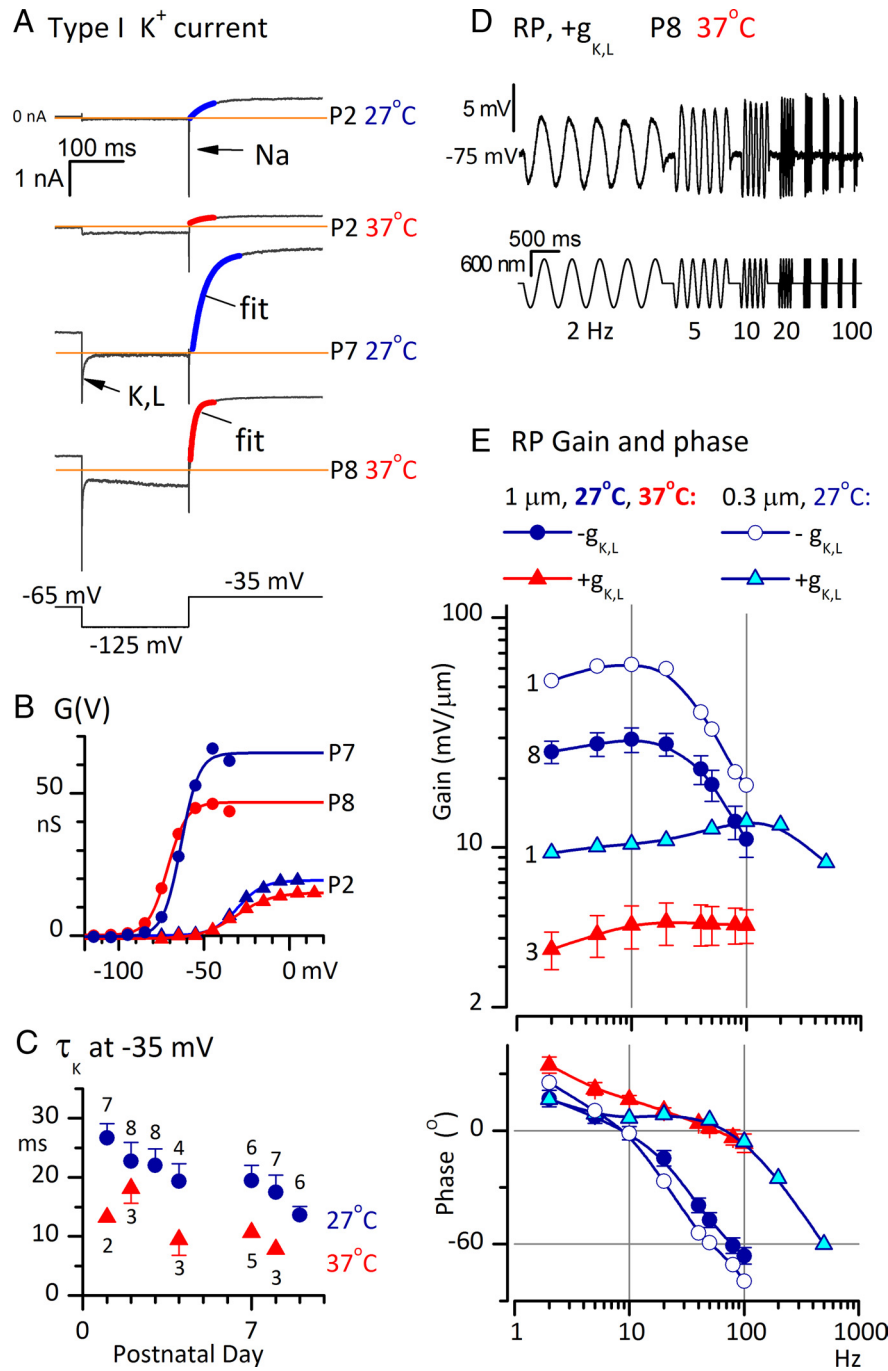 A Type I K+ current
0 nA
P2 27°C
100 ms
1 nA
Na
P2 37°C
fit
P7 27°C
K,L
fit
P8 37°C
-65 mV
-35 mV
-125 mV
B G(V)
50
nS
0
P7
P8
P2
-100 -50 0 mV
C τK at -35 mV
30
ms
20
10
0
7
8
8
4
6
7
6
2
3
3
5
3
27°C
37°C
0 7
Postnatal Day
D RP, +gK,L P8 37°C
5 mV
-75 mV
500 ms
600 nm
2 Hz 5 10 20 100
E RP Gain and phase
1 μm, 27°C, 37°C: 0.3 μm, 27°C:
-gK,L - gK,L
+gK,L +gK,L
100
Gain (mV/μm)
10
2
1
8
1
3
Phase (°)
0
-60
1 10 100 1000
Hz